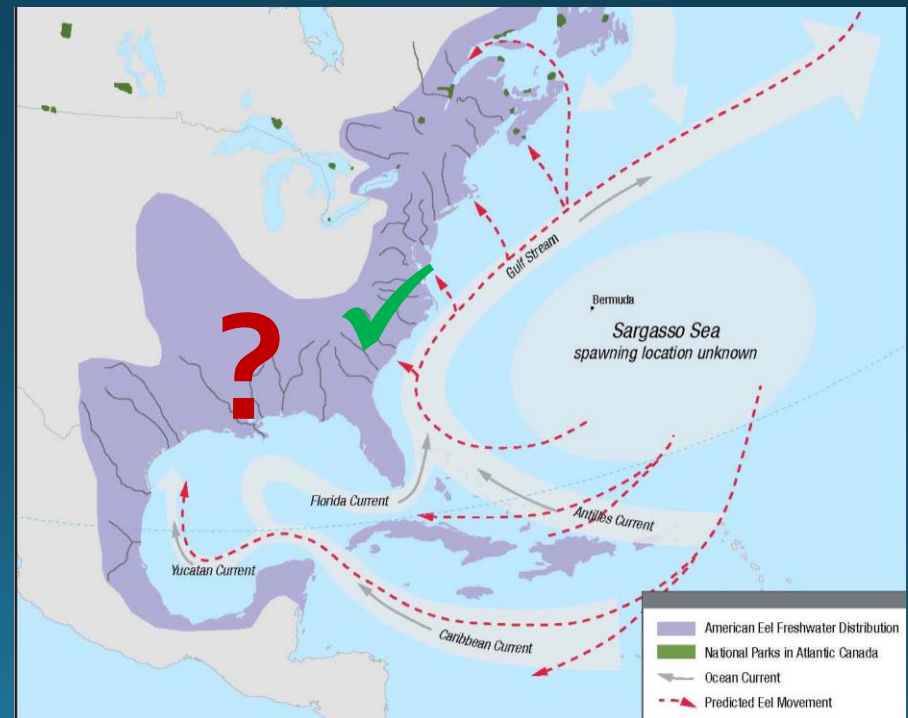 Gulf Stream
Bermuda
Sargasso Sea
spawning location unknown
?
Florida Current
Antilles Current
Yucatan Current
Caribbean Current
American Eel Freshwater Distribution
National Parks in Atlantic Canada
Ocean Current
Predicted Eel Movement